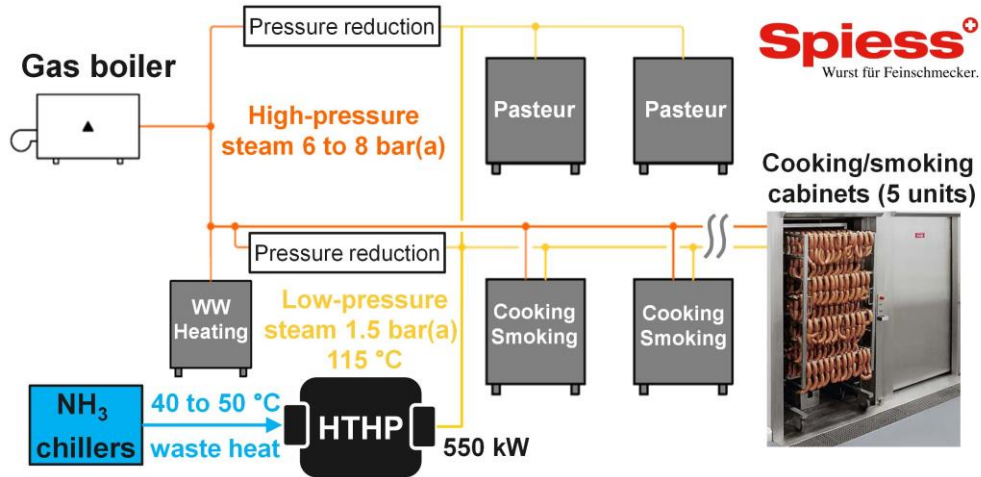 Pressure reduction
Spiess
Wurst für Feinschmecker.
Gas boiler
Pasteur
Pasteur
High-pressure
steam 6 to 8 bar(a)
Cooking/smoking
cabinets (5 units)
Pressure reduction
WW
Heating
Low-pressure
steam 1.5 bar(a)
115 °C
Cooking
Smoking
Cooking
Smoking
NH₃
chillers
40 to 50 °C
waste heat
HTHP
550 kW